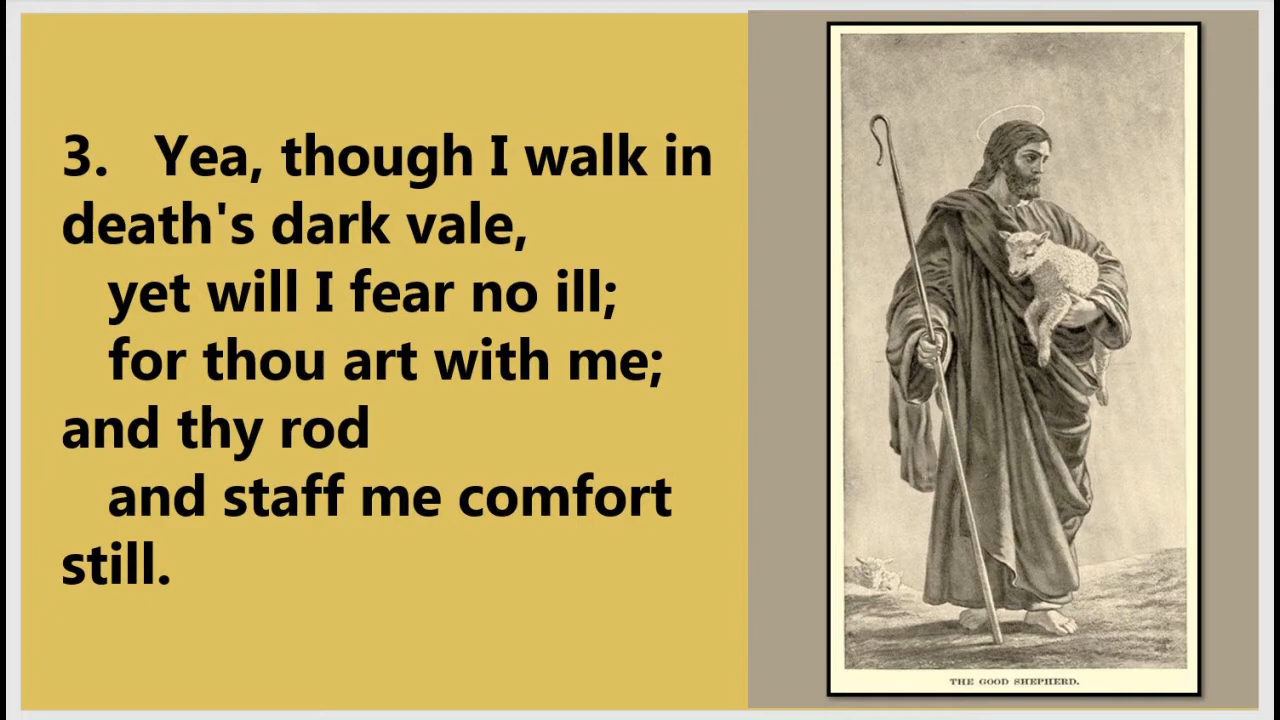 3. Yea, though I walk in
death's dark vale,
yet will I fear no ill;
for thou art with me;
and thy rod
and staff me comfort
still.
THE GOOD SHEPHERD.